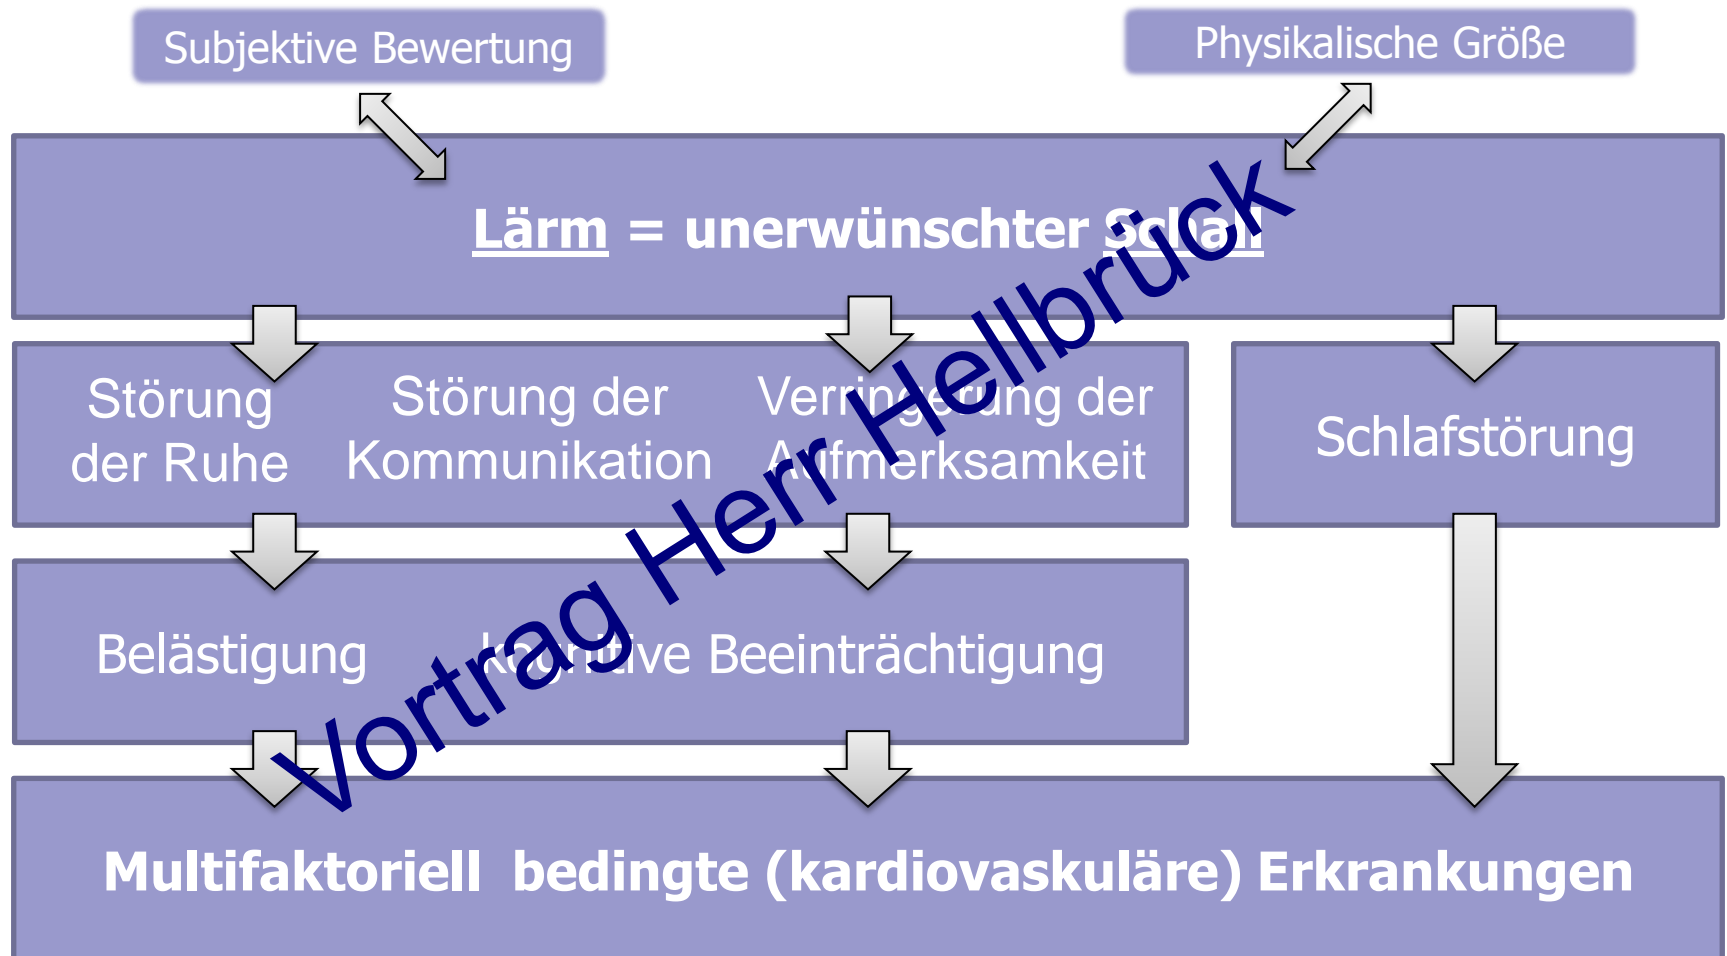 Subjektive Bewertung
Physikalische Größe
Lärm = unerwünschter Schall
Störung
der Ruhe
Störung der
Kommunikation
Verringerung der
Aufmerksamkeit
Schlafstörung
Belästigung
kognitive Beeinträchtigung
Multifaktoriell bedingte (kardiovaskuläre) Erkrankungen
Vortrag Herr Hellbrück